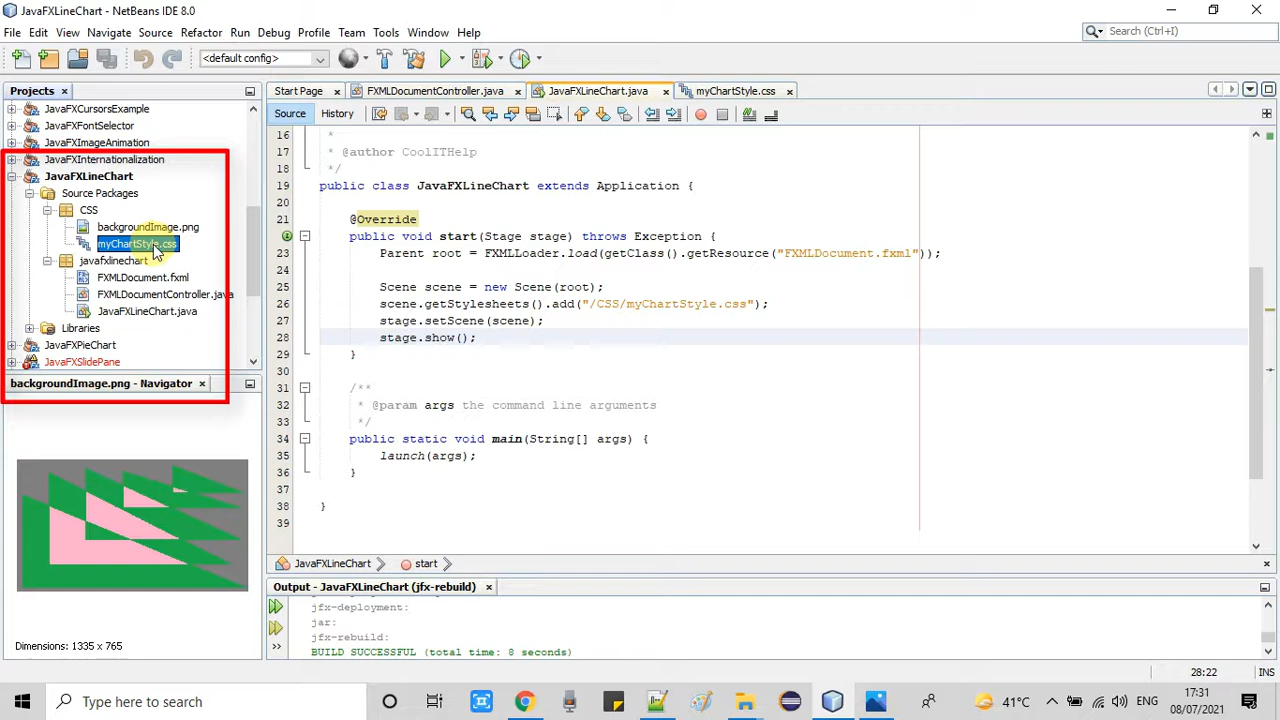 JavaFXLineChart - NetBeans IDE 8.0
File Edit View Navigate Source Refactor Run Debug Profile Team Tools Window Help
Search (Ctrl+I)
<default config>
Projects
JavaFXCursorsExample
JavaFXFontSelector
JavaFXImageAnimation
JavaFXInternationalization
JavaFXLineChart
Source Packages
CSS
backgroundImage.png
myChartStyle.css
javafxlinechart
FXMLDocument.fxml
FXMLDocumentController.java
JavaFXLineChart.java
Libraries
JavaFXPieChart
JavaFXSlidePane
backgroundImage.png - Navigator
Dimensions: 1335 x 765
Start Page FXMLDocumentController.java JavaFXLineChart.java myChartStyle.css
Source History
16 *
17 * @author CoolITHelp
18 */
19 public class JavaFXLineChart extends Application {
20
21 @Override
public void start(Stage stage) throws Exception {
23 Parent root = FXMLLoader.load(getClass().getResource("FXMLDocument.fxml"));
24
25 Scene scene = new Scene(root);
26 scene.getStylesheets().add("/CSS/myChartStyle.css");
27 stage.setScene(scene);
28 stage.show();
29 }
30
31 /**
32 * @param args the command line arguments
33 */
34 public static void main(String[] args) {
35 launch(args);
36 }
37
38 }
39
JavaFXLineChart start
Output - JavaFXLineChart (jfx-rebuild)
jfx-deployment:
jar:
jfx-rebuild:
BUILD SUCCESSFUL (total time: 8 seconds)
28:22 INS
Type here to search
41°C ENG 7:31
08/07/2021